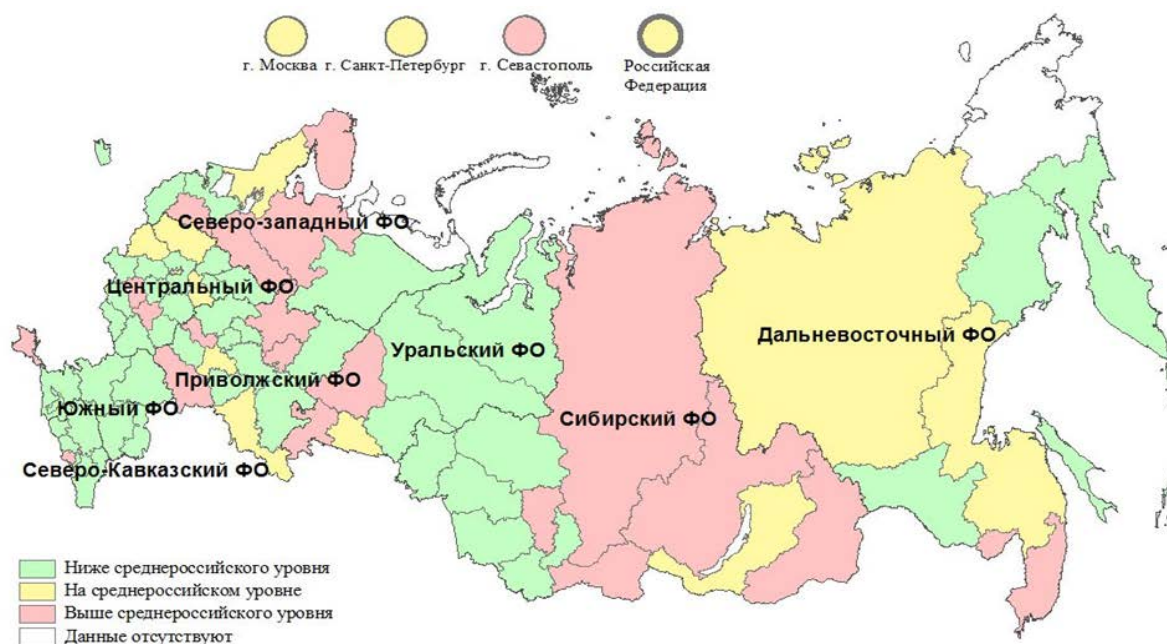 г. Москва г. Санкт-Петербург г. Севастополь Российская
Федерация
Северо-западный ФО
Центральный ФО
Дальневосточный ФО
Уральский ФО
Приволжский ФО
Южный ФО
Сибирский ФО
Северо-Кавказский ФО
Ниже среднероссийского уровня
На среднероссийском уровне
Выше среднероссийского уровня
Данные отсутствуют